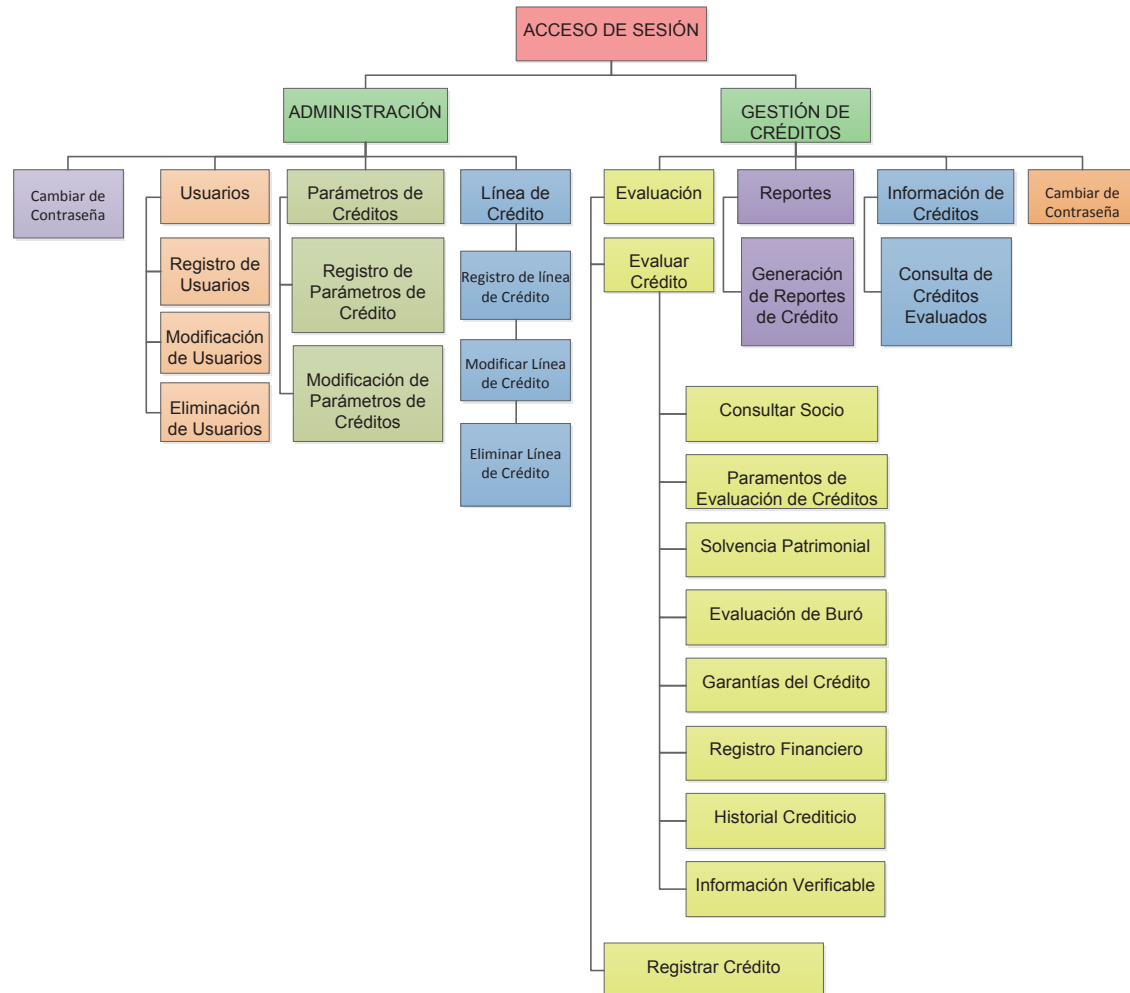 ACCESO DE SESIÓN
ADMINISTRACIÓN
GESTIÓN DE
CRÉDITOS
Cambiar de
Contraseña
Usuarios
Parámetros de
Créditos
Línea de
Crédito
Evaluación
Reportes
Información de
Créditos
Cambiar de
Contraseña
Registro de
Usuarios
Registro de
Parámetros de
Crédito
Registro de línea
de Crédito
Evaluar
Crédito
Generación
de Reportes
de Crédito
Consulta de
Créditos
Evaluados
Modificación
de Usuarios
Modificación de
Parámetros de
Créditos
Modificar Línea
de Crédito
Eliminación
de Usuarios
Eliminar Línea
de Crédito
Consultar Socio
Paramentos de
Evaluación de Créditos
Solvencia Patrimonial
Evaluación de Buró
Garantías del Crédito
Registro Financiero
Historial Crediticio
Información Verificable
Registrar Crédito